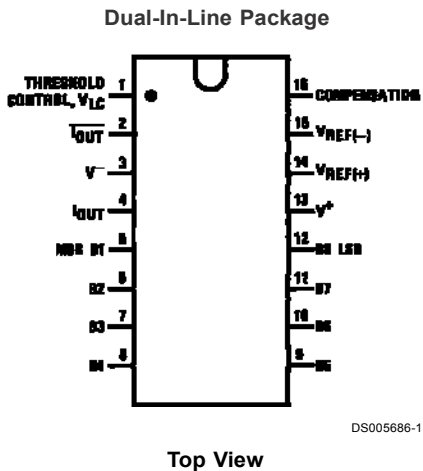 Dual-In-Line Package
THRESHOLD
CONTROL, VLC
1
IOUT
2
V−
3
IOUT
4
MSB B1
5
B2
6
B3
7
B4
8
16
COMPENSATION
15
VREF(−)
14
VREF(+)
13
V+
12
B8 LSB
11
B7
10
B6
9
B5
DS005686-1
Top View